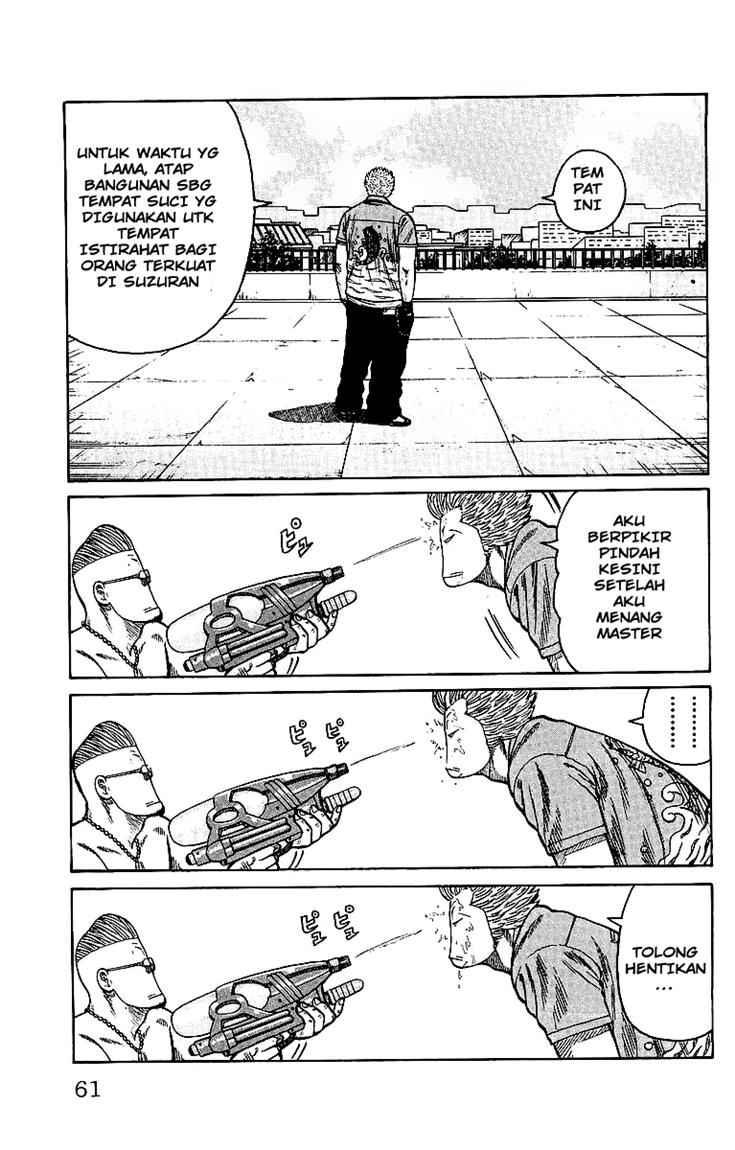 TEM
PAT
INI
UNTUK WAKTU YG
LAMA, ATAP
BANGUNAN SBG
TEMPAT SUCI YG
DIGUNAKAN UTK
TEMPAT
ISTIRAHAT BAGI
ORANG TERKUAT
DI SUZURAN
AKU
BERPIKIR
PINDAH
KESINI
SETELAH
AKU
MENANG
MASTER
ピュ
ピュ
ピュ
ピュ
ピュ
TOLONG
HENTIKAN
...
61